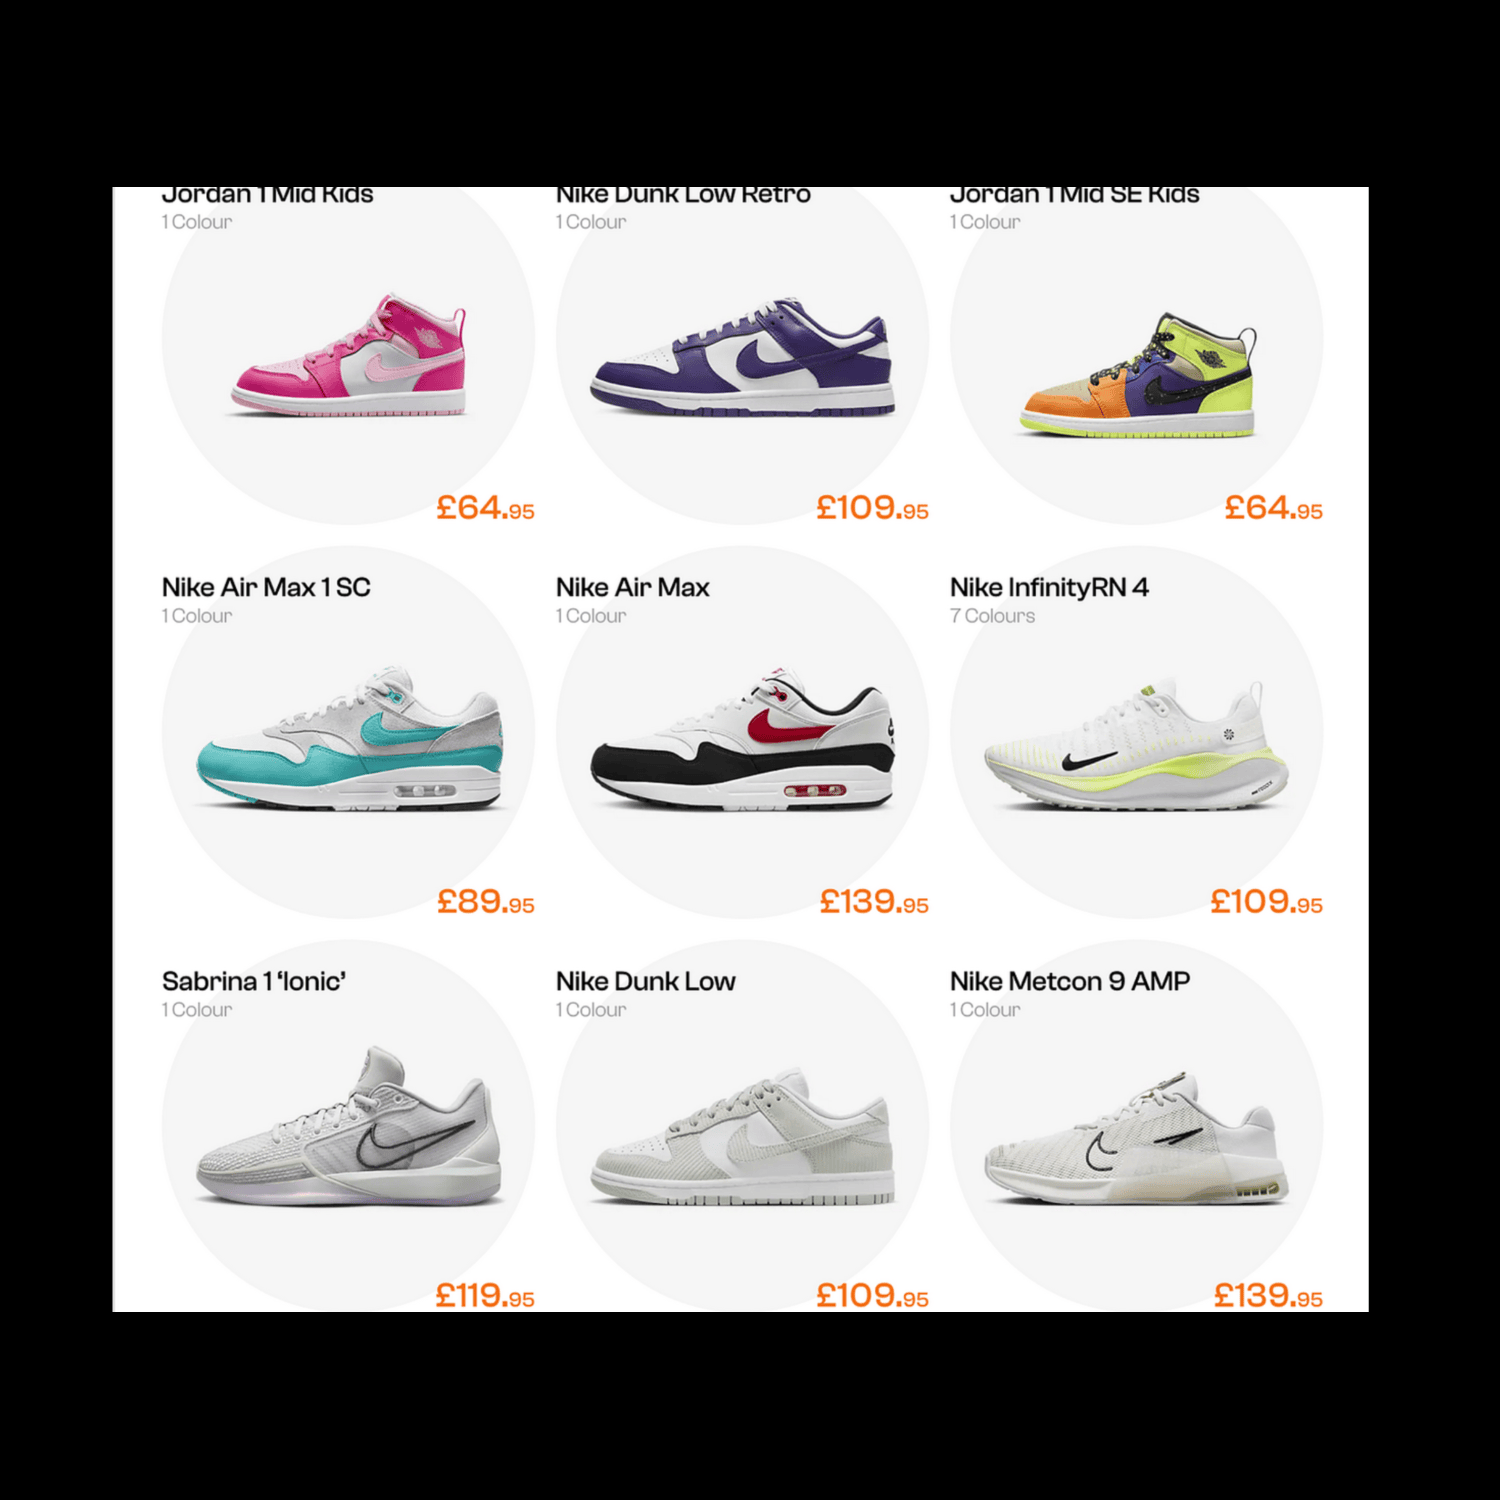 Jordan 1 Mid Kids
1 Colour
£64.95
Nike Dunk Low Retro
1 Colour
£109.95
Jordan 1 Mid SE Kids
1 Colour
£64.95
Nike Air Max 1 SC
1 Colour
£89.95
Nike Air Max
1 Colour
£139.95
Nike InfinityRN 4
7 Colours
£109.95
Sabrina 1 ‘Ionic’
1 Colour
£119.95
Nike Dunk Low
1 Colour
£109.95
Nike Metcon 9 AMP
1 Colour
£139.95